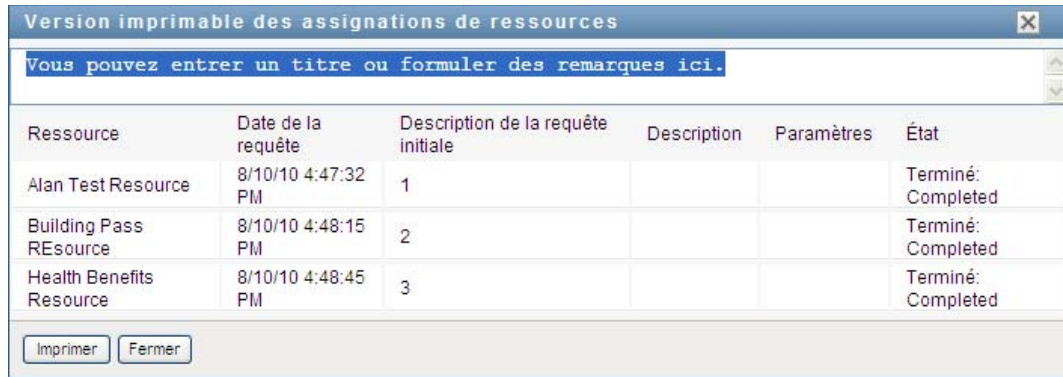 Version imprimable des assignations de ressources
Vous pouvez entrer un titre ou formuler des remarques ici.
Ressource Date de la requête Description de la requête initiale Description Paramètres État
Alan Test Resource 8/10/10 4:47:32 PM 1 Terminé: Completed
Building Pass REsource 8/10/10 4:48:15 PM 2 Terminé: Completed
Health Benefits Resource 8/10/10 4:48:45 PM 3 Terminé: Completed
Imprimer Fermer